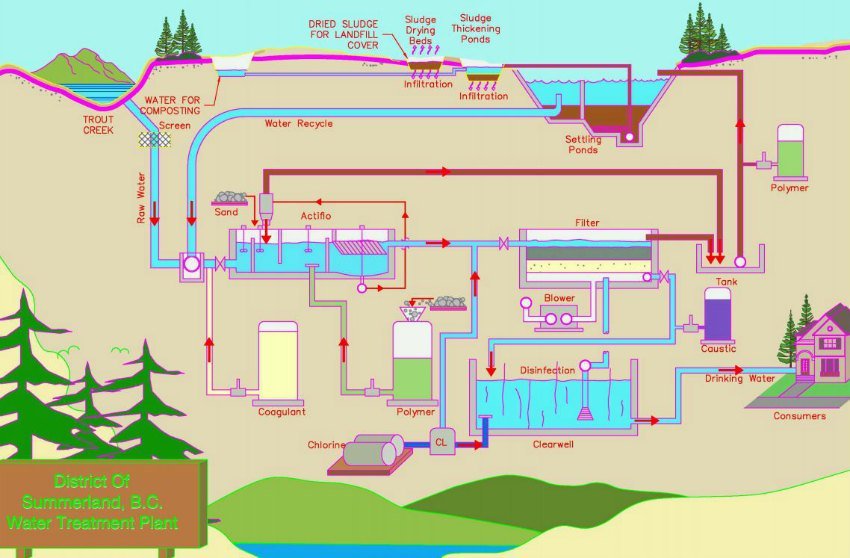 DRIED SLUDGE
FOR LANDFILL
COVER
Sludge
Drying
Beds
Sludge
Thickening
Ponds
Infiltration
Infiltration
WATER FOR
COMPOSTING
TROUT
CREEK
Screen
Water Recycle
Settling
Ponds
Polymer
Raw Water
Sand
Actiflo
Filter
Tank
Blower
Caustic
Coagulant
Polymer
Disinfection
Drinking Water
Consumers
Chlorine
CL
Clearwell
District Of
Summerland, B.C.
Water Treatment Plant